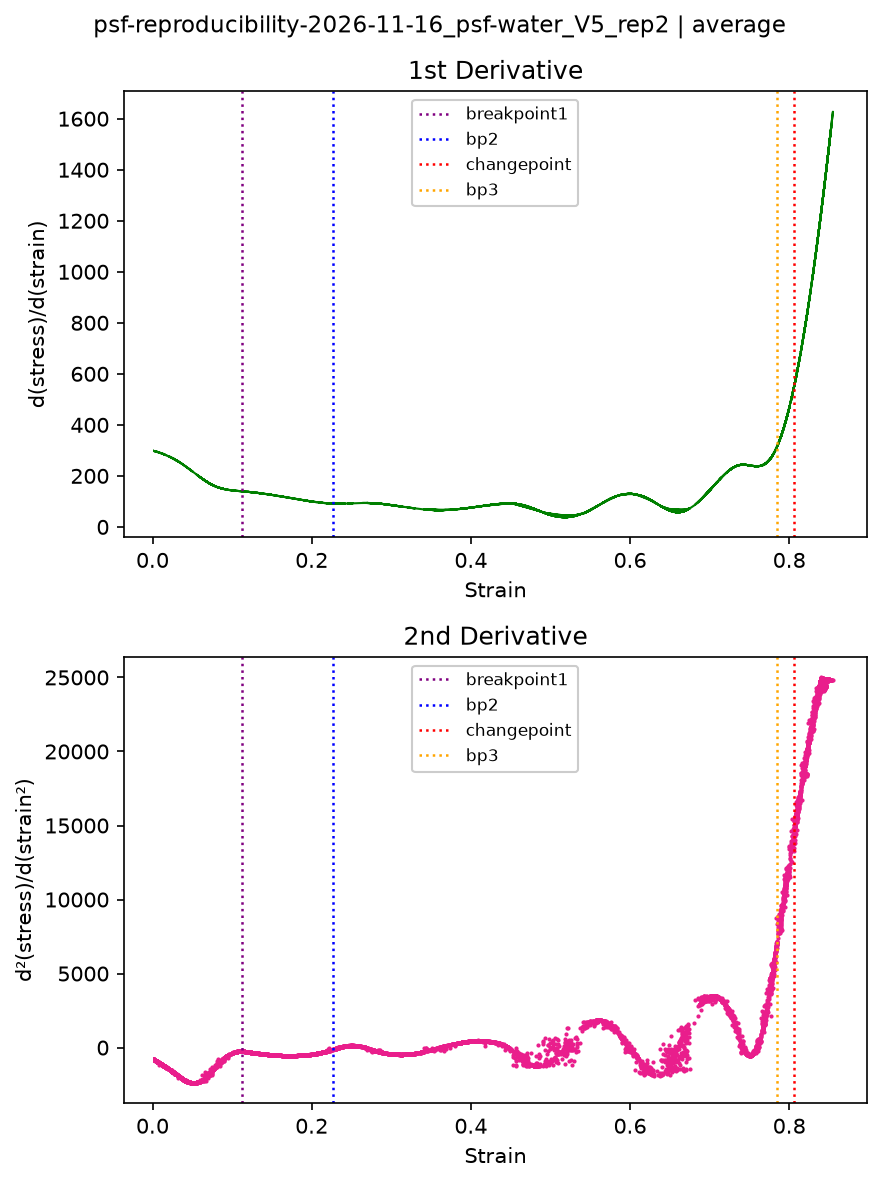 psf-reproducibility-2026-11-16_psf-water_V5_rep2 | average
1st Derivative
breakpoint1
bp2
changepoint
bp3
d(stress)/d(strain)
1600
1400
1200
1000
800
600
400
200
0
0.0 0.2 0.4 0.6 0.8
Strain
2nd Derivative
breakpoint1
bp2
changepoint
bp3
d²(stress)/d(strain²)
25000
20000
15000
10000
5000
0
0.0 0.2 0.4 0.6 0.8
Strain